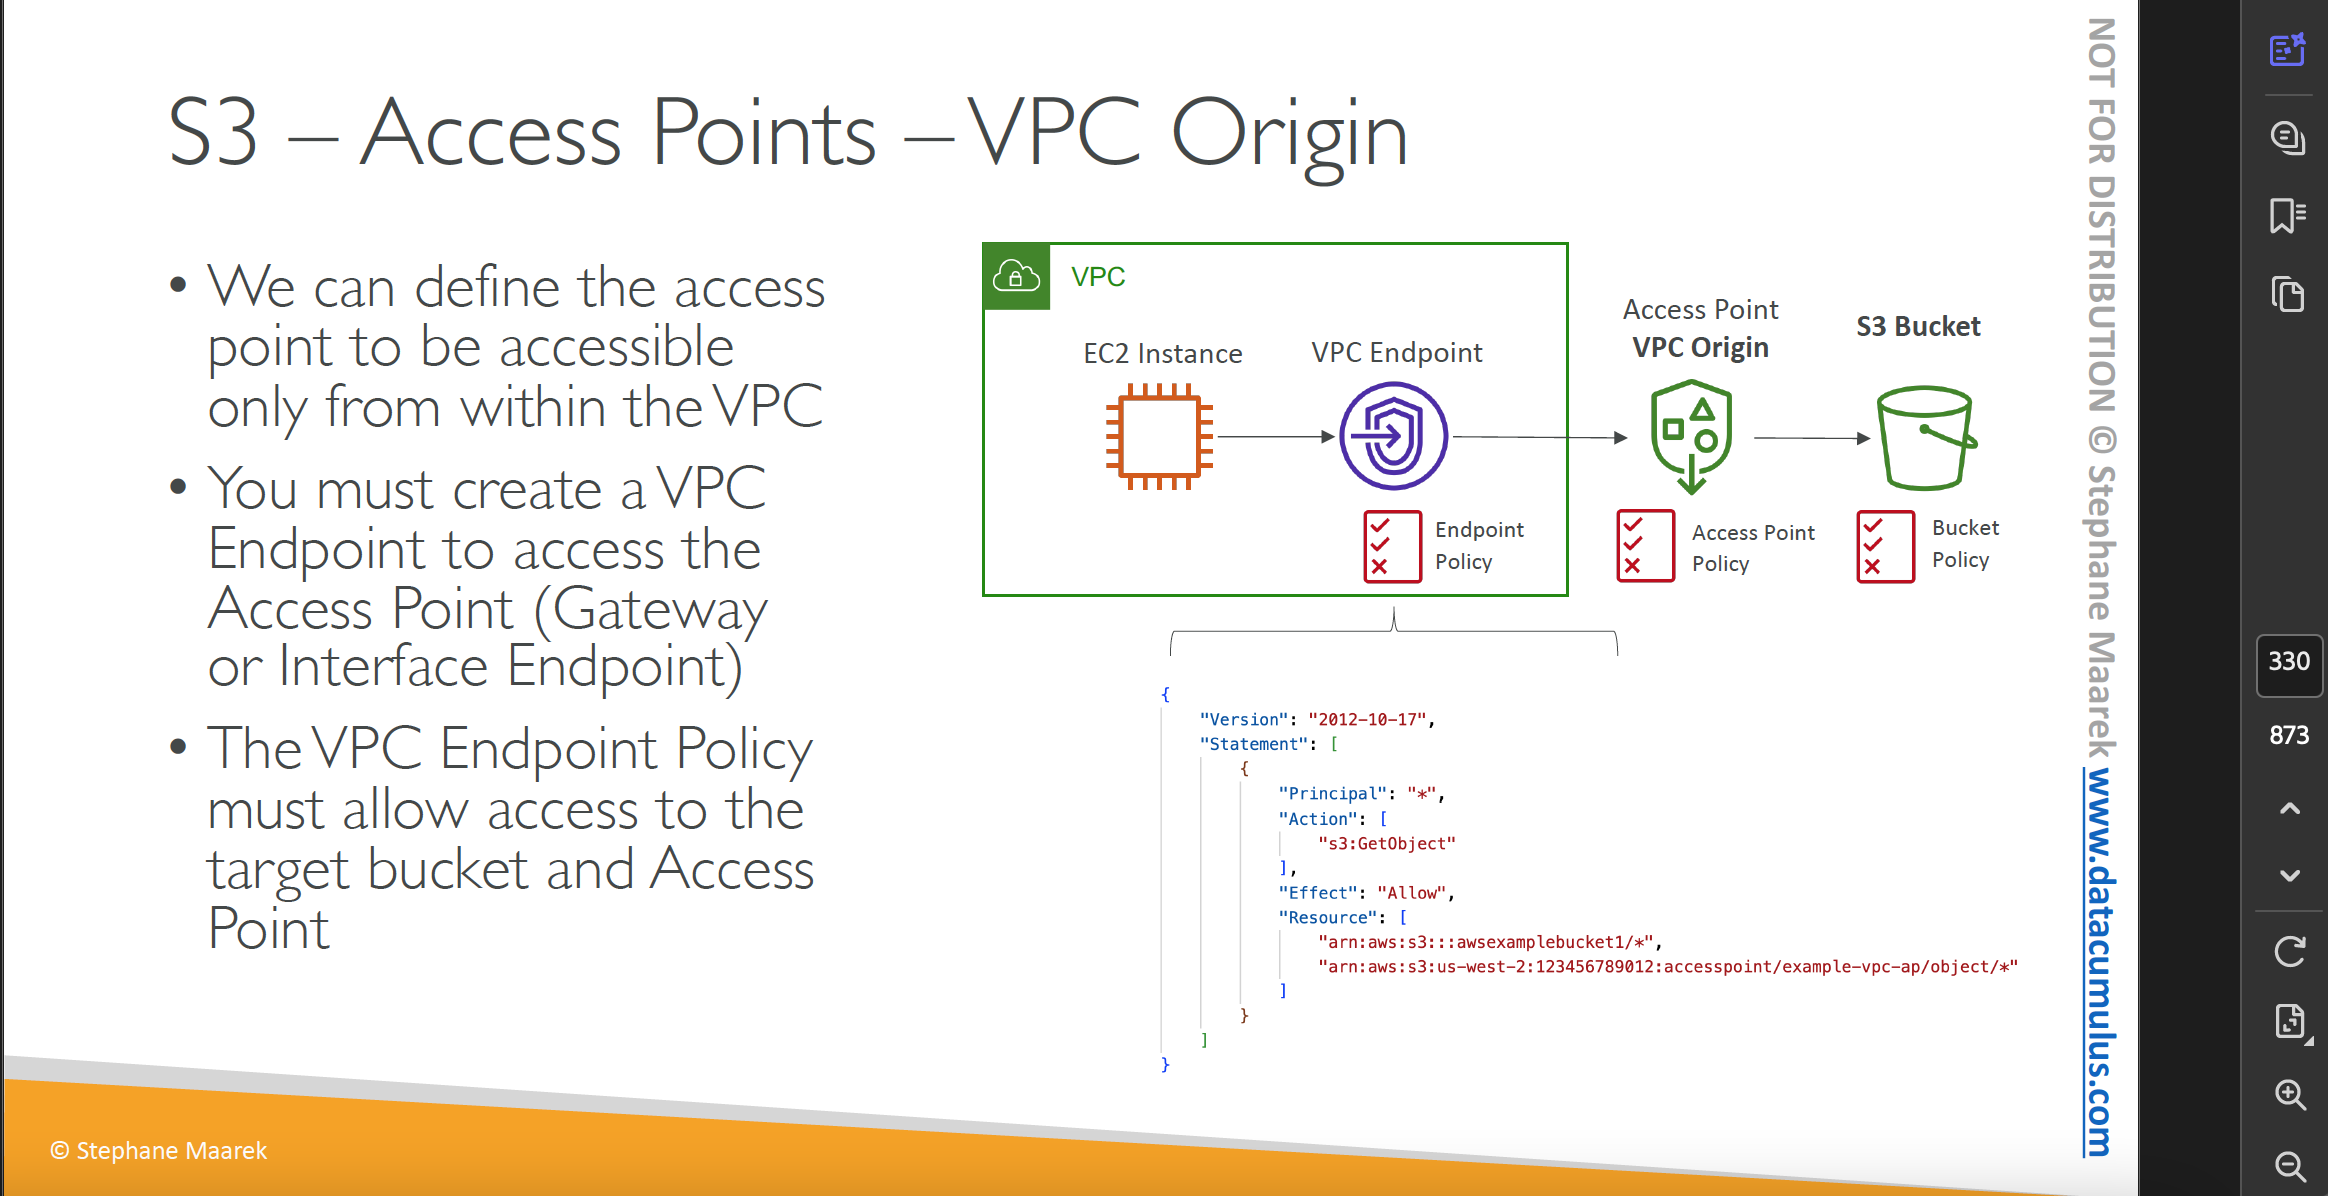 S3 – Access Points – VPC Origin
• We can define the access
point to be accessible
only from within the VPC
• You must create a VPC
Endpoint to access the
Access Point (Gateway
or Interface Endpoint)
• The VPC Endpoint Policy
must allow access to the
target bucket and Access
Point
VPC
EC2 Instance
VPC Endpoint
Access Point
VPC Origin
S3 Bucket
Endpoint
Policy
Access Point
Policy
Bucket
Policy
{
"Version": "2012-10-17",
"Statement": [
{
"Principal": "*",
"Action": [
"s3:GetObject"
],
"Effect": "Allow",
"Resource": [
"arn:aws:s3:::awsexamplebucket1/*",
"arn:aws:s3:us-west-2:123456789012:accesspoint/example-vpc-ap/object/*"
]
}
]
}
© Stephane Maarek
NOT FOR DISTRIBUTION © Stephane Maarek www.datacumulus.com
330
873